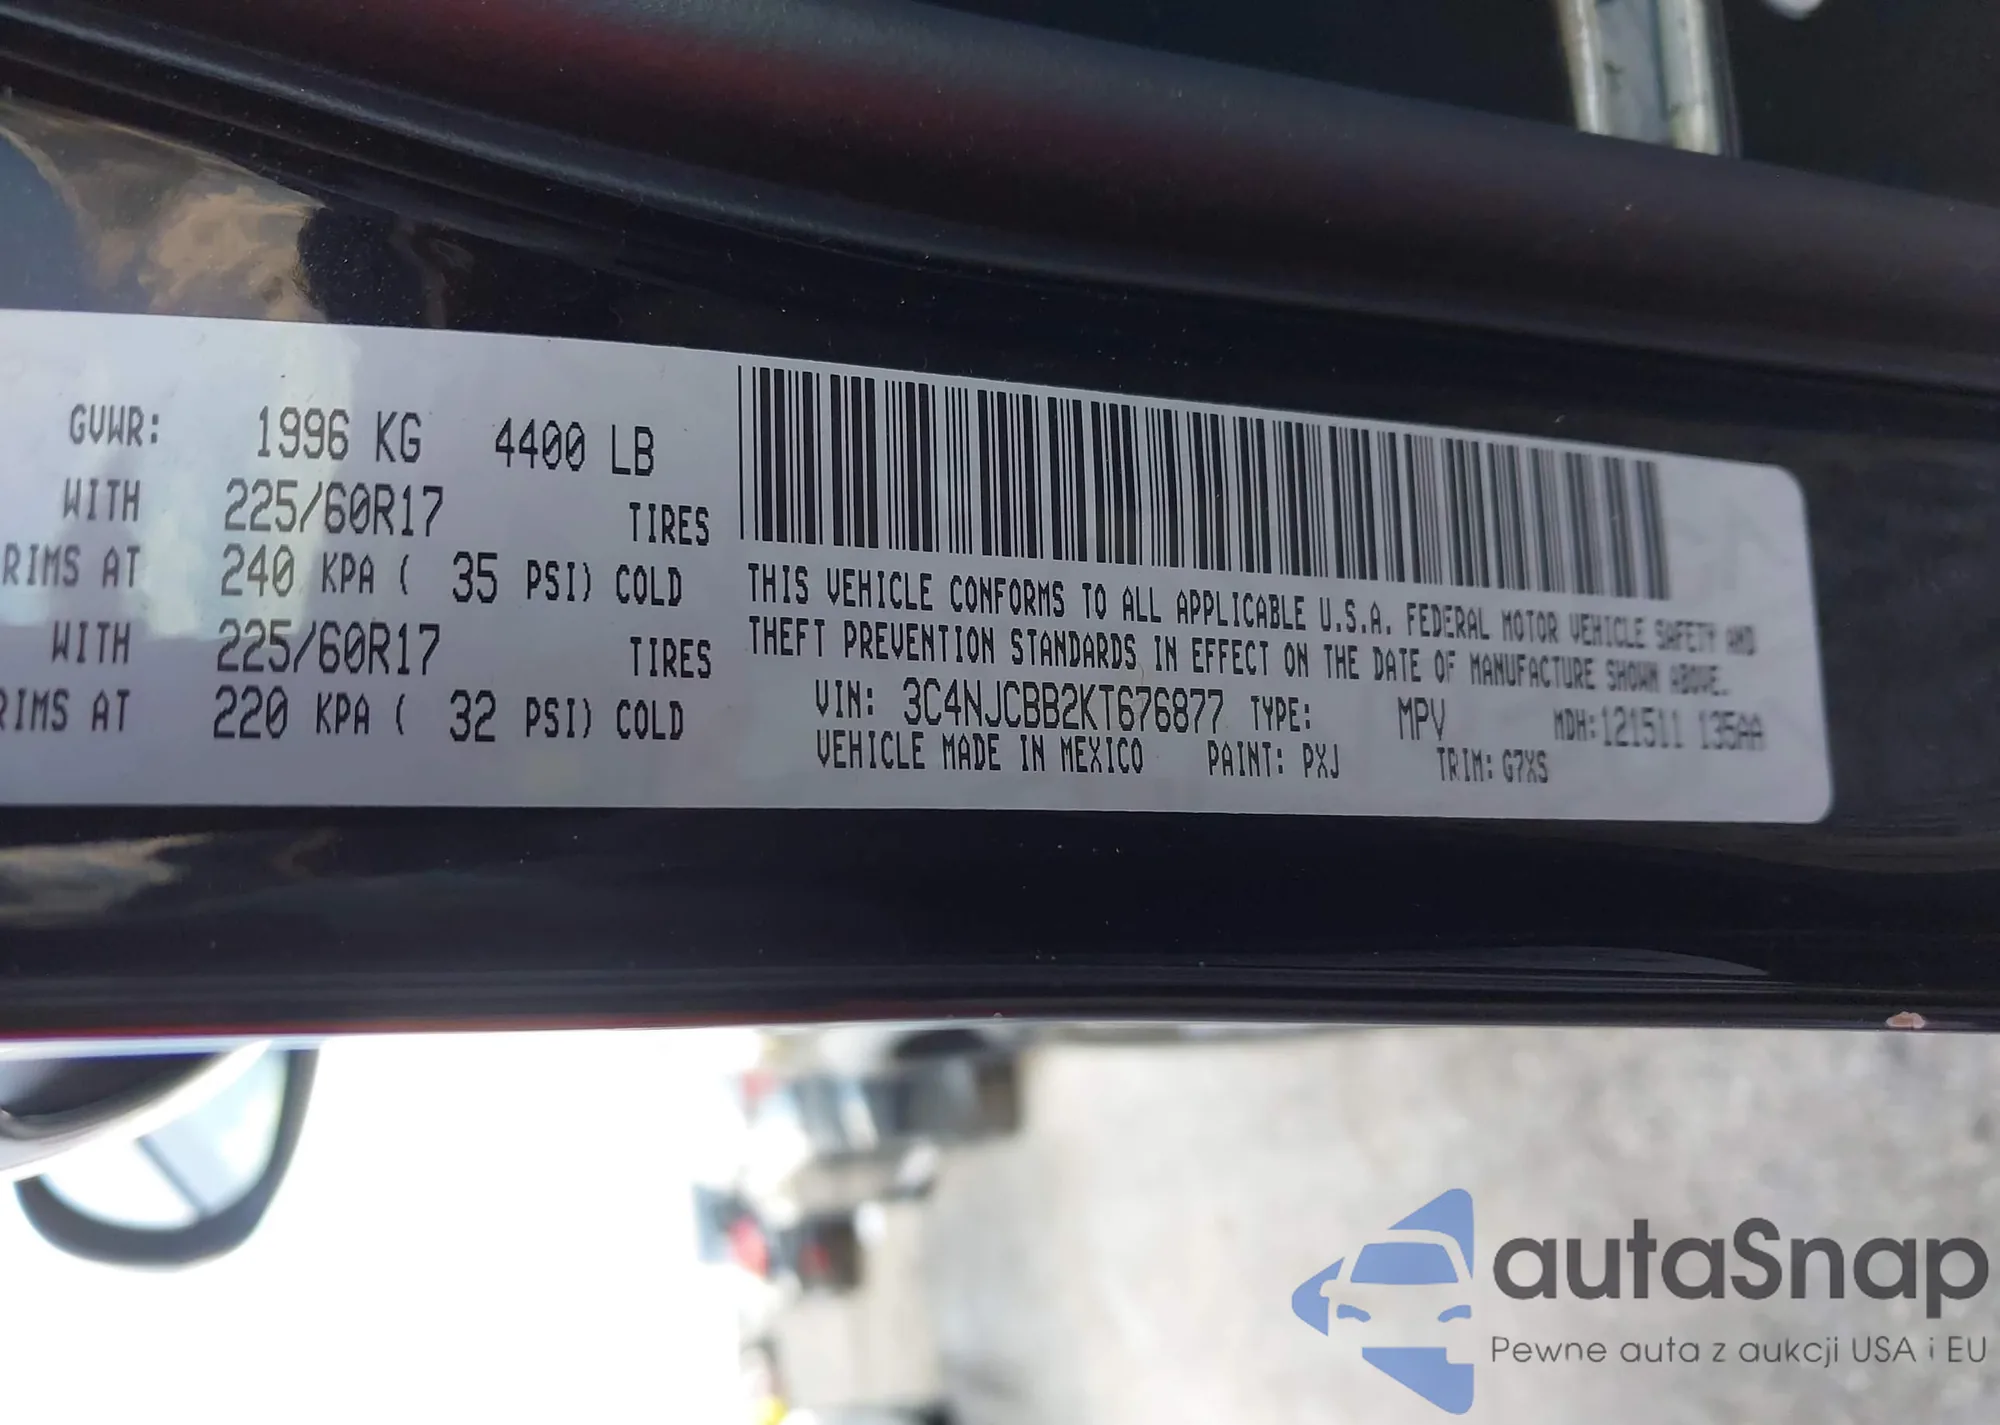 GVWR: 1996 KG 4400 LB
WITH 225/60R17 TIRES
RIMS AT 240 KPA ( 35 PSI) COLD
WITH 225/60R17 TIRES
RIMS AT 220 KPA ( 32 PSI) COLD
THIS VEHICLE CONFORMS TO ALL APPLICABLE U.S.A. FEDERAL MOTOR VEHICLE SAFETY AND
THEFT PREVENTION STANDARDS IN EFFECT ON THE DATE OF MANUFACTURE SHOWN ABOVE.
VIN: 3C4NJCBB2KT676877 TYPE: MPV MDH:121511 135AA
VEHICLE MADE IN MEXICO PAINT: PXJ TRIM: G7XS
autaSnap
Pewne auta z aukcji USA i EU